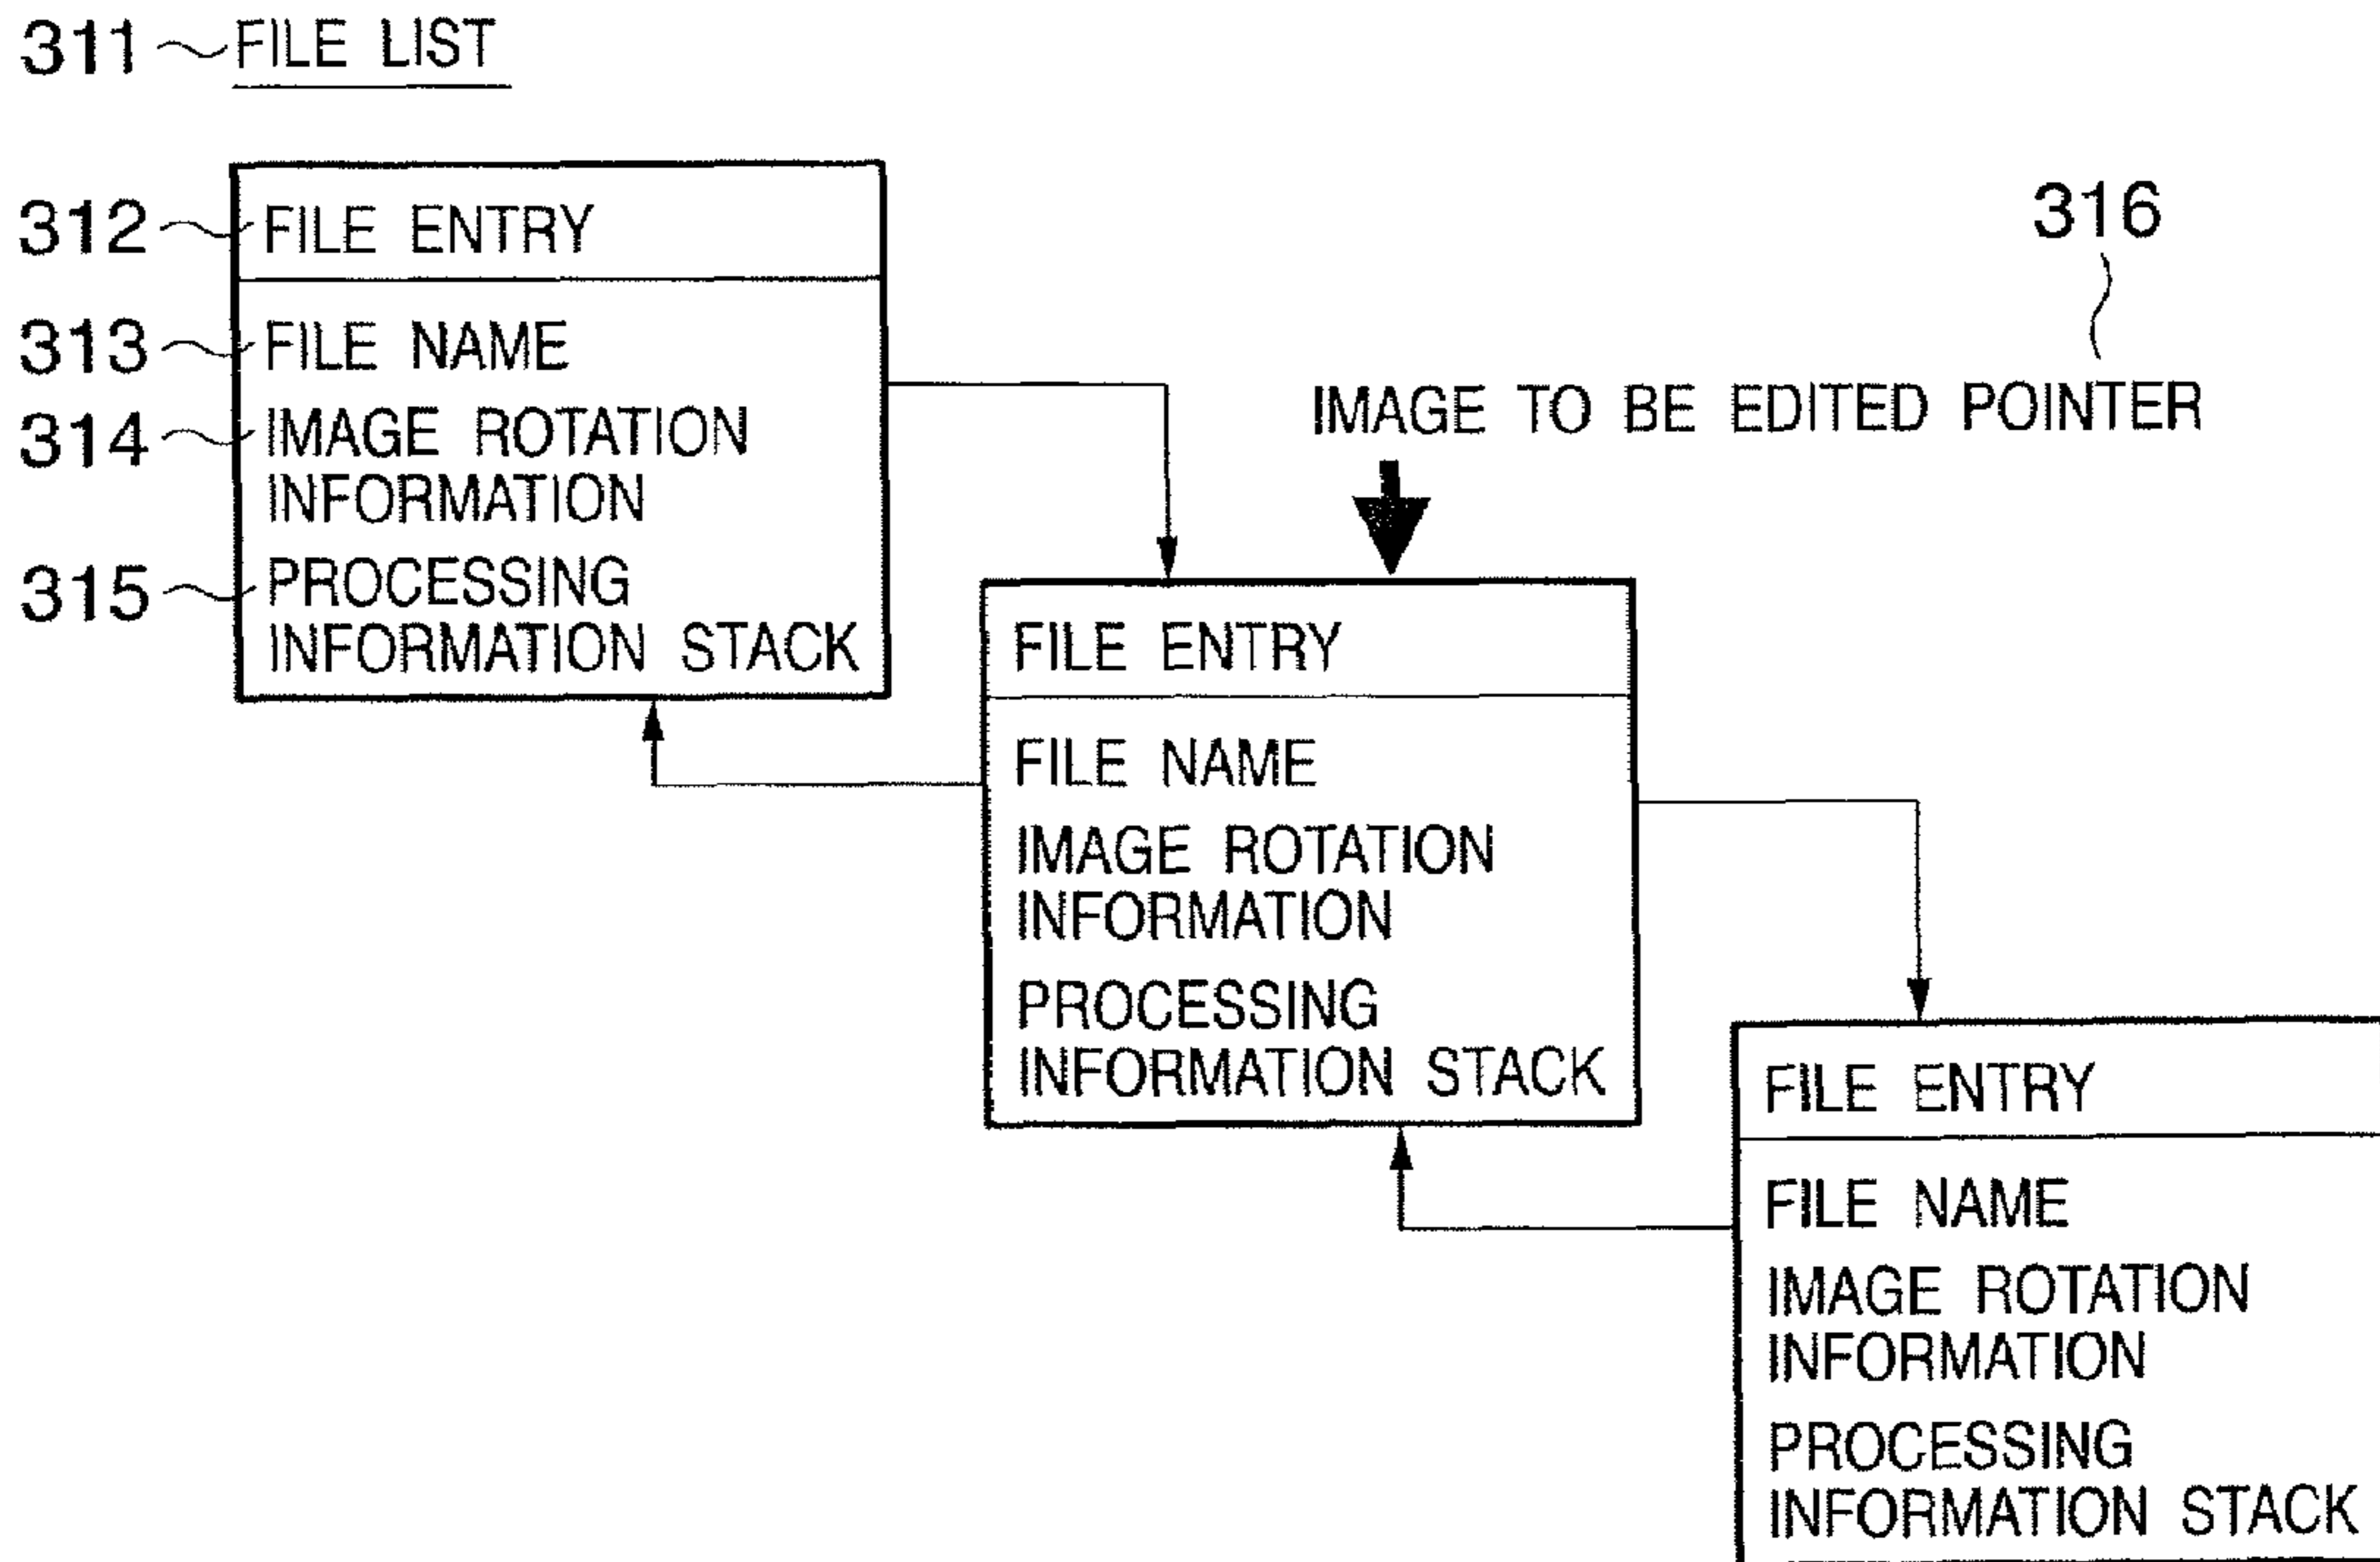 311 FILE LIST
312 FILE ENTRY
313 FILE NAME
314 IMAGE ROTATION
INFORMATION
315 PROCESSING
INFORMATION STACK
316
IMAGE TO BE EDITED POINTER
FILE ENTRY
FILE NAME
IMAGE ROTATION
INFORMATION
PROCESSING
INFORMATION STACK
FILE ENTRY
FILE NAME
IMAGE ROTATION
INFORMATION
PROCESSING
INFORMATION STACK